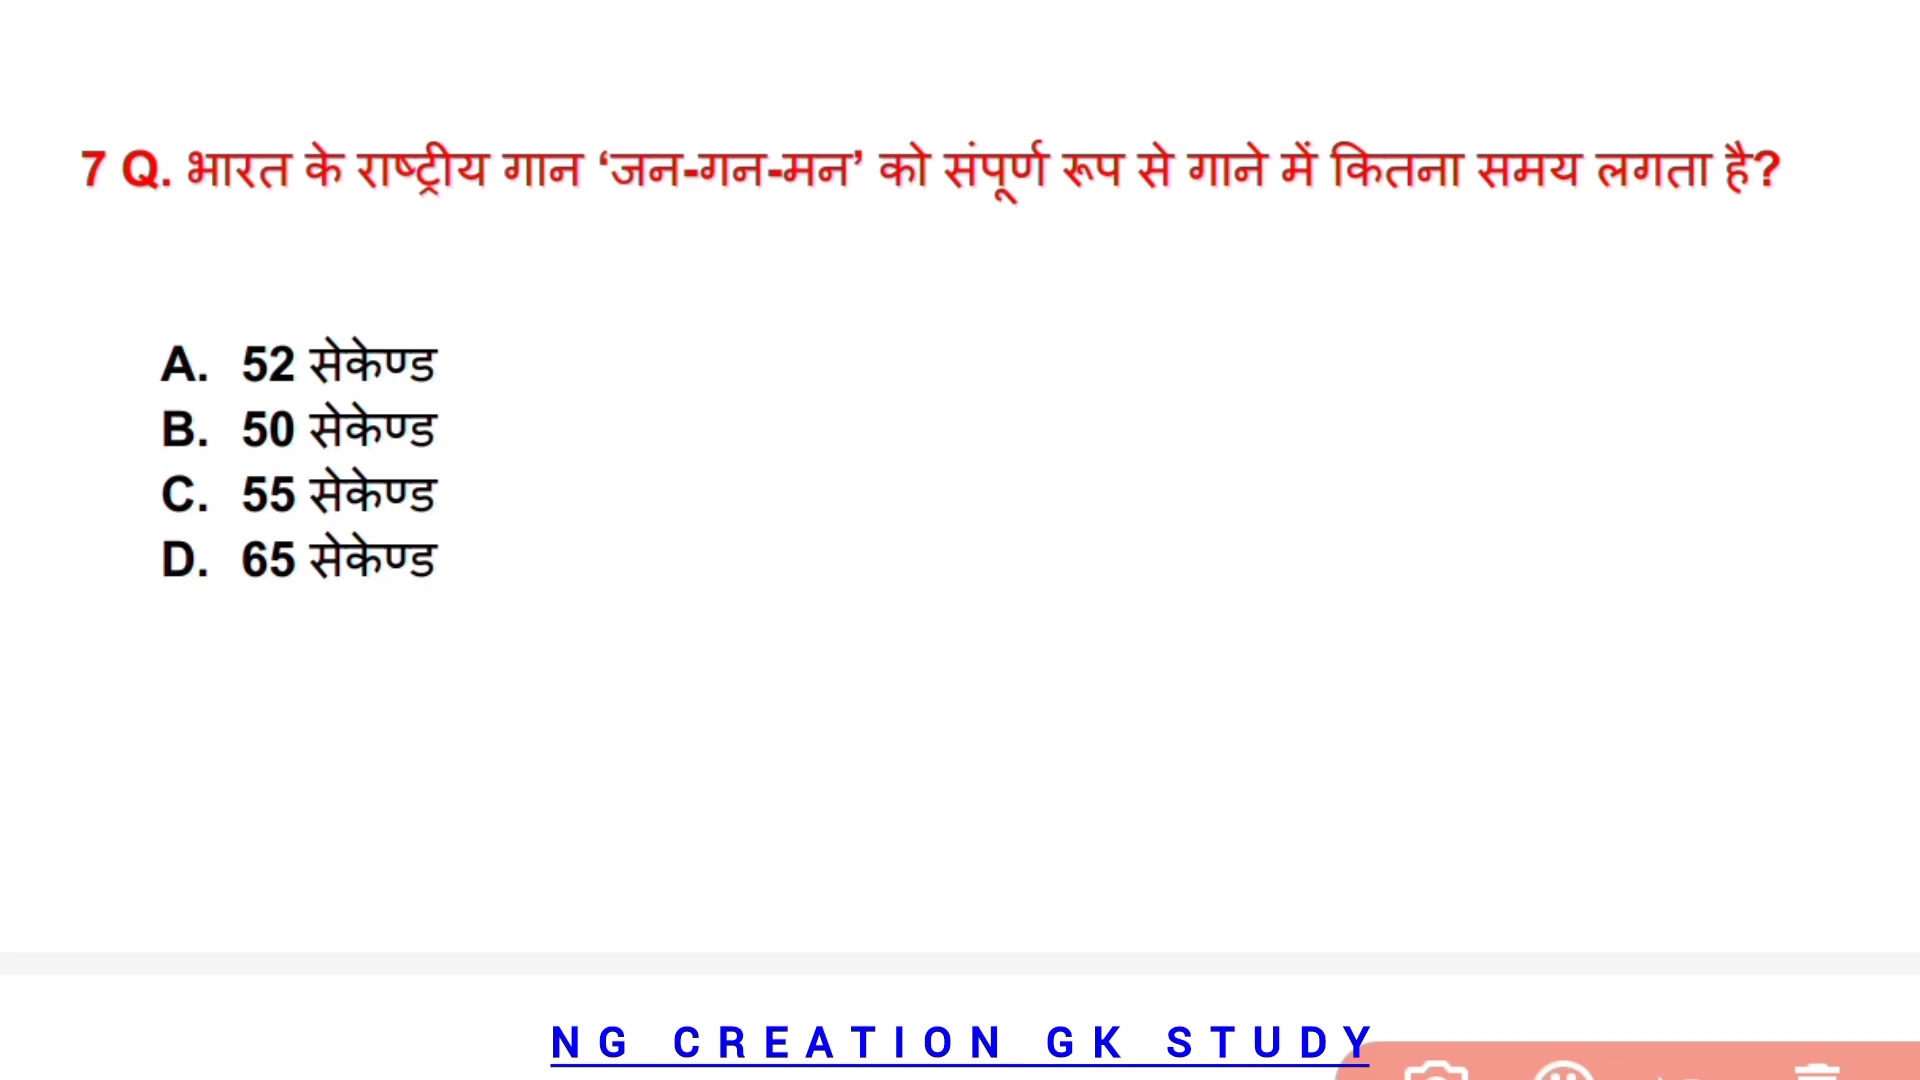 7 Q. भारत के राष्ट्रीय गान ‘जन-गन-मन’ को संपूर्ण रूप से गाने में कितना समय लगता है?
A. 52 सेकेण्ड
B. 50 सेकेण्ड
C. 55 सेकेण्ड
D. 65 सेकेण्ड
NG CREATION GK STUDY